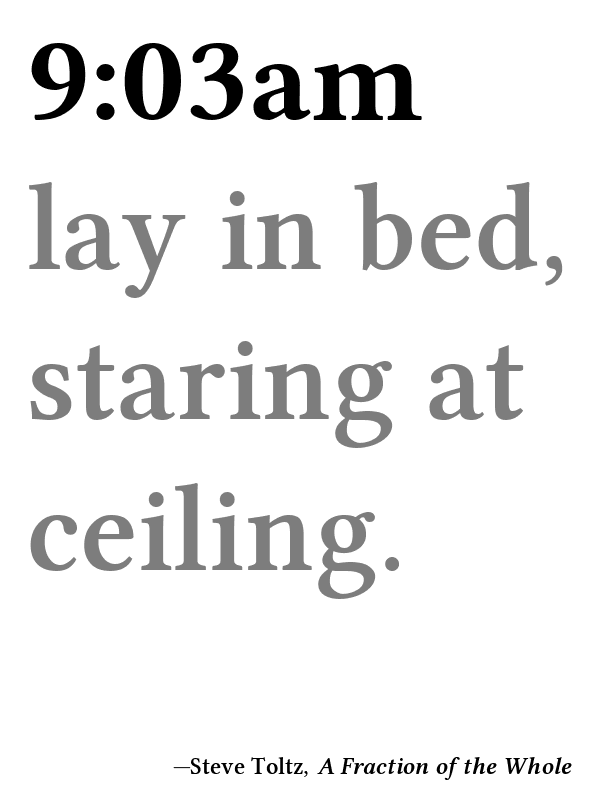 9:03am
lay in bed,
staring at
ceiling.
—Steve Toltz, A Fraction of the Whole